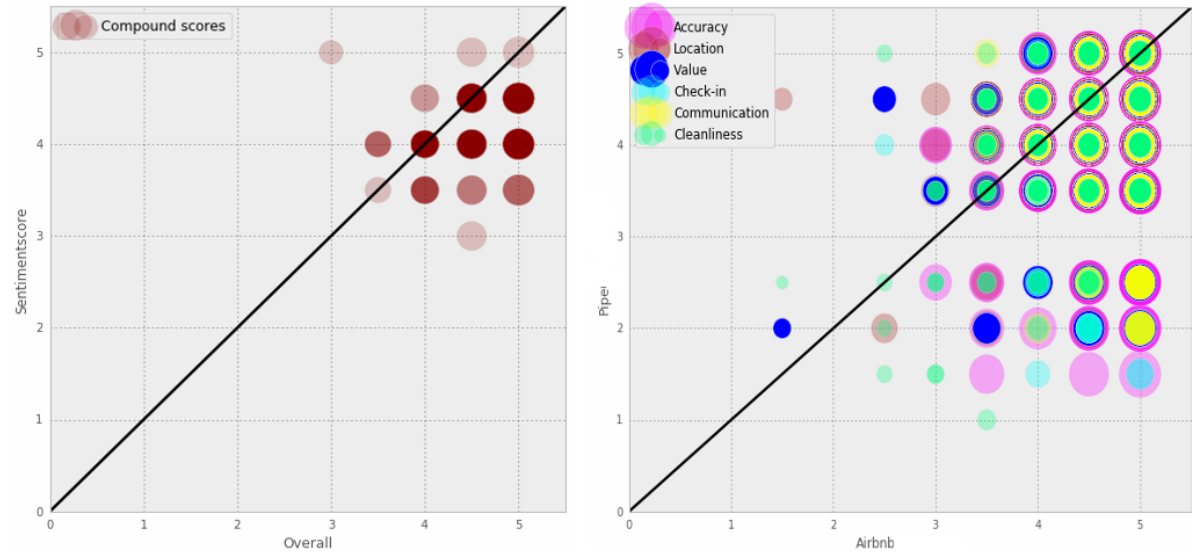 Compound scores
5
4
3
2
1
0
0 1 2 3 4 5
Sentimentscore
Overall
Accuracy
Location
Value
Check-in
Communication
Cleanliness
5
4
3
2
1
0
0 1 2 3 4 5
Airbnb